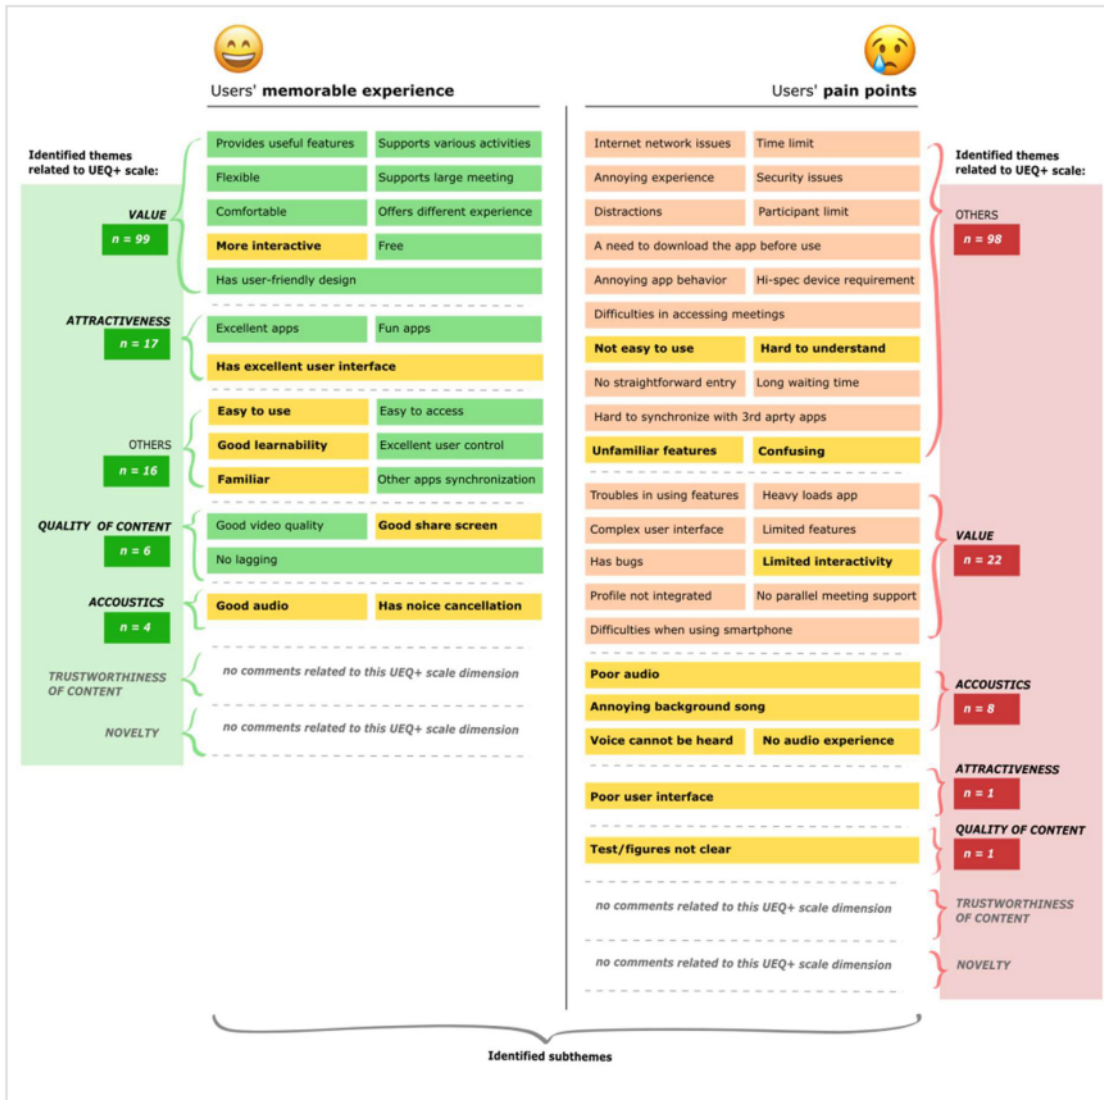 Users' memorable experience
Identified themes
related to UEQ+ scale:
VALUE
n = 99
Provides useful features
Supports various activities
Flexible
Supports large meeting
Comfortable
Offers different experience
More interactive
Free
Has user-friendly design
ATTRACTIVENESS
n = 17
Excellent apps
Fun apps
Has excellent user interface
OTHERS
n = 16
Easy to use
Easy to access
Good learnability
Excellent user control
Familiar
Other apps synchronization
QUALITY OF CONTENT
n = 6
Good video quality
Good share screen
No lagging
ACCOUSTICS
n = 4
Good audio
Has noice cancellation
TRUSTWORTHINESS
OF CONTENT
no comments related to this UEQ+ scale dimension
NOVELTY
no comments related to this UEQ+ scale dimension
Users' pain points
Identified themes
related to UEQ+ scale:
Internet network issues
Time limit
Annoying experience
Security issues
Distractions
Participant limit
A need to download the app before use
Annoying app behavior
Hi-spec device requirement
Difficulties in accessing meetings
Not easy to use
Hard to understand
No straightforward entry
Long waiting time
Hard to synchronize with 3rd aprty apps
Unfamiliar features
Confusing
OTHERS
n = 98
Troubles in using features
Heavy loads app
Complex user interface
Limited features
Has bugs
Limited interactivity
Profile not integrated
No parallel meeting support
Difficulties when using smartphone
VALUE
n = 22
Poor audio
Annoying background song
Voice cannot be heard
No audio experience
ACCOUSTICS
n = 8
Poor user interface
ATTRACTIVENESS
n = 1
Test/figures not clear
QUALITY OF CONTENT
n = 1
no comments related to this UEQ+ scale dimension
TRUSTWORTHINESS
OF CONTENT
no comments related to this UEQ+ scale dimension
NOVELTY
Identified subthemes